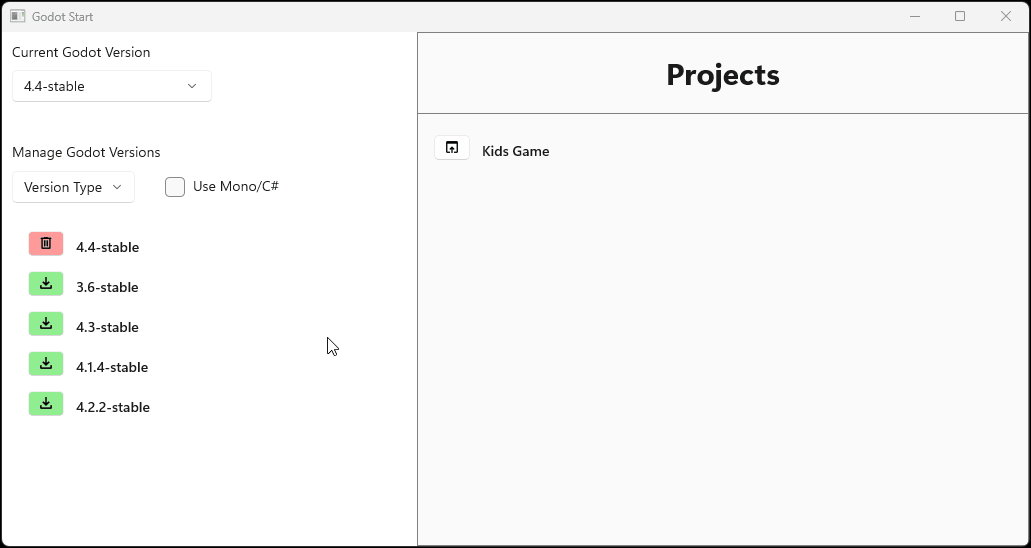 Godot Start
Current Godot Version
4.4-stable
Manage Godot Versions
Version Type
Use Mono/C#
4.4-stable
3.6-stable
4.3-stable
4.1.4-stable
4.2.2-stable
Projects
Kids Game